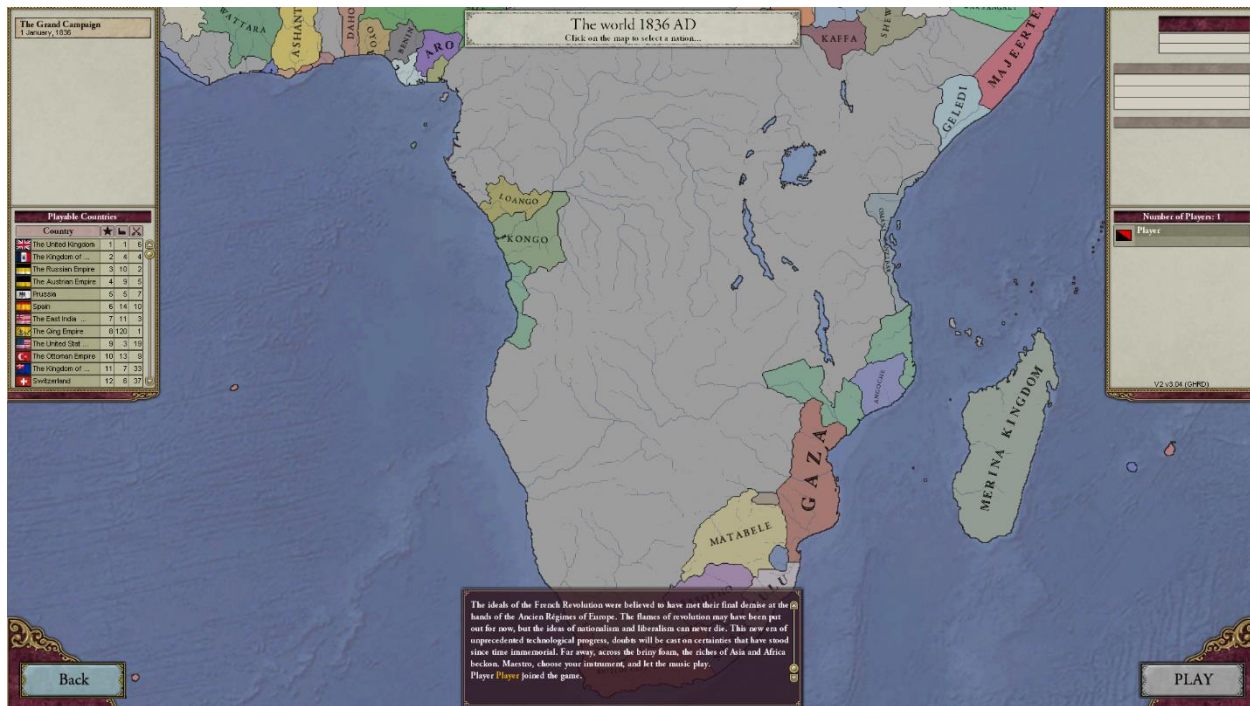 The Grand Campaign
1 January, 1836
The world 1836 AD
Click on the map to select a nation...
WATTARA
ASHANT
DAHO
OYO
BENIN
ARO
KAFFA
SHEW
MAJEERTE
GELEDI
LOANGO
KONGO
ANGOCHE
GAZA
MATABELE
MERINA KINGDOM
ULU
Playable Countries
Country
The United Kingdom 1 1 6
The Kingdom of ... 2 4 4
The Russian Empire 3 10 2
The Austrian Empire 4 9 5
Prussia 5 5 7
Spain 6 14 10
The East India ... 7 11 3
The Qing Empire 8 120 1
The United Stat... 9 3 19
The Ottoman Empire 10 13 8
The Kingdom of ... 11 7 33
Switzerland 12 6 37
Number of Players: 1
Player
V2 v3.04 (GHRD)
The ideals of the French Revolution were believed to have met their final demise at the
hands of the Ancien Régimes of Europe. The flames of revolution may have been put
out for now, but the ideas of nationalism and liberalism can never die. This new era of
unprecedented technological progress, doubts will be cast on certainties that have stood
since time immemorial. Far away, across the briny foam, the riches of Asia and Africa
beckon. Maestro, choose your instrument, and let the music play.
Player Player joined the game.
Back
PLAY